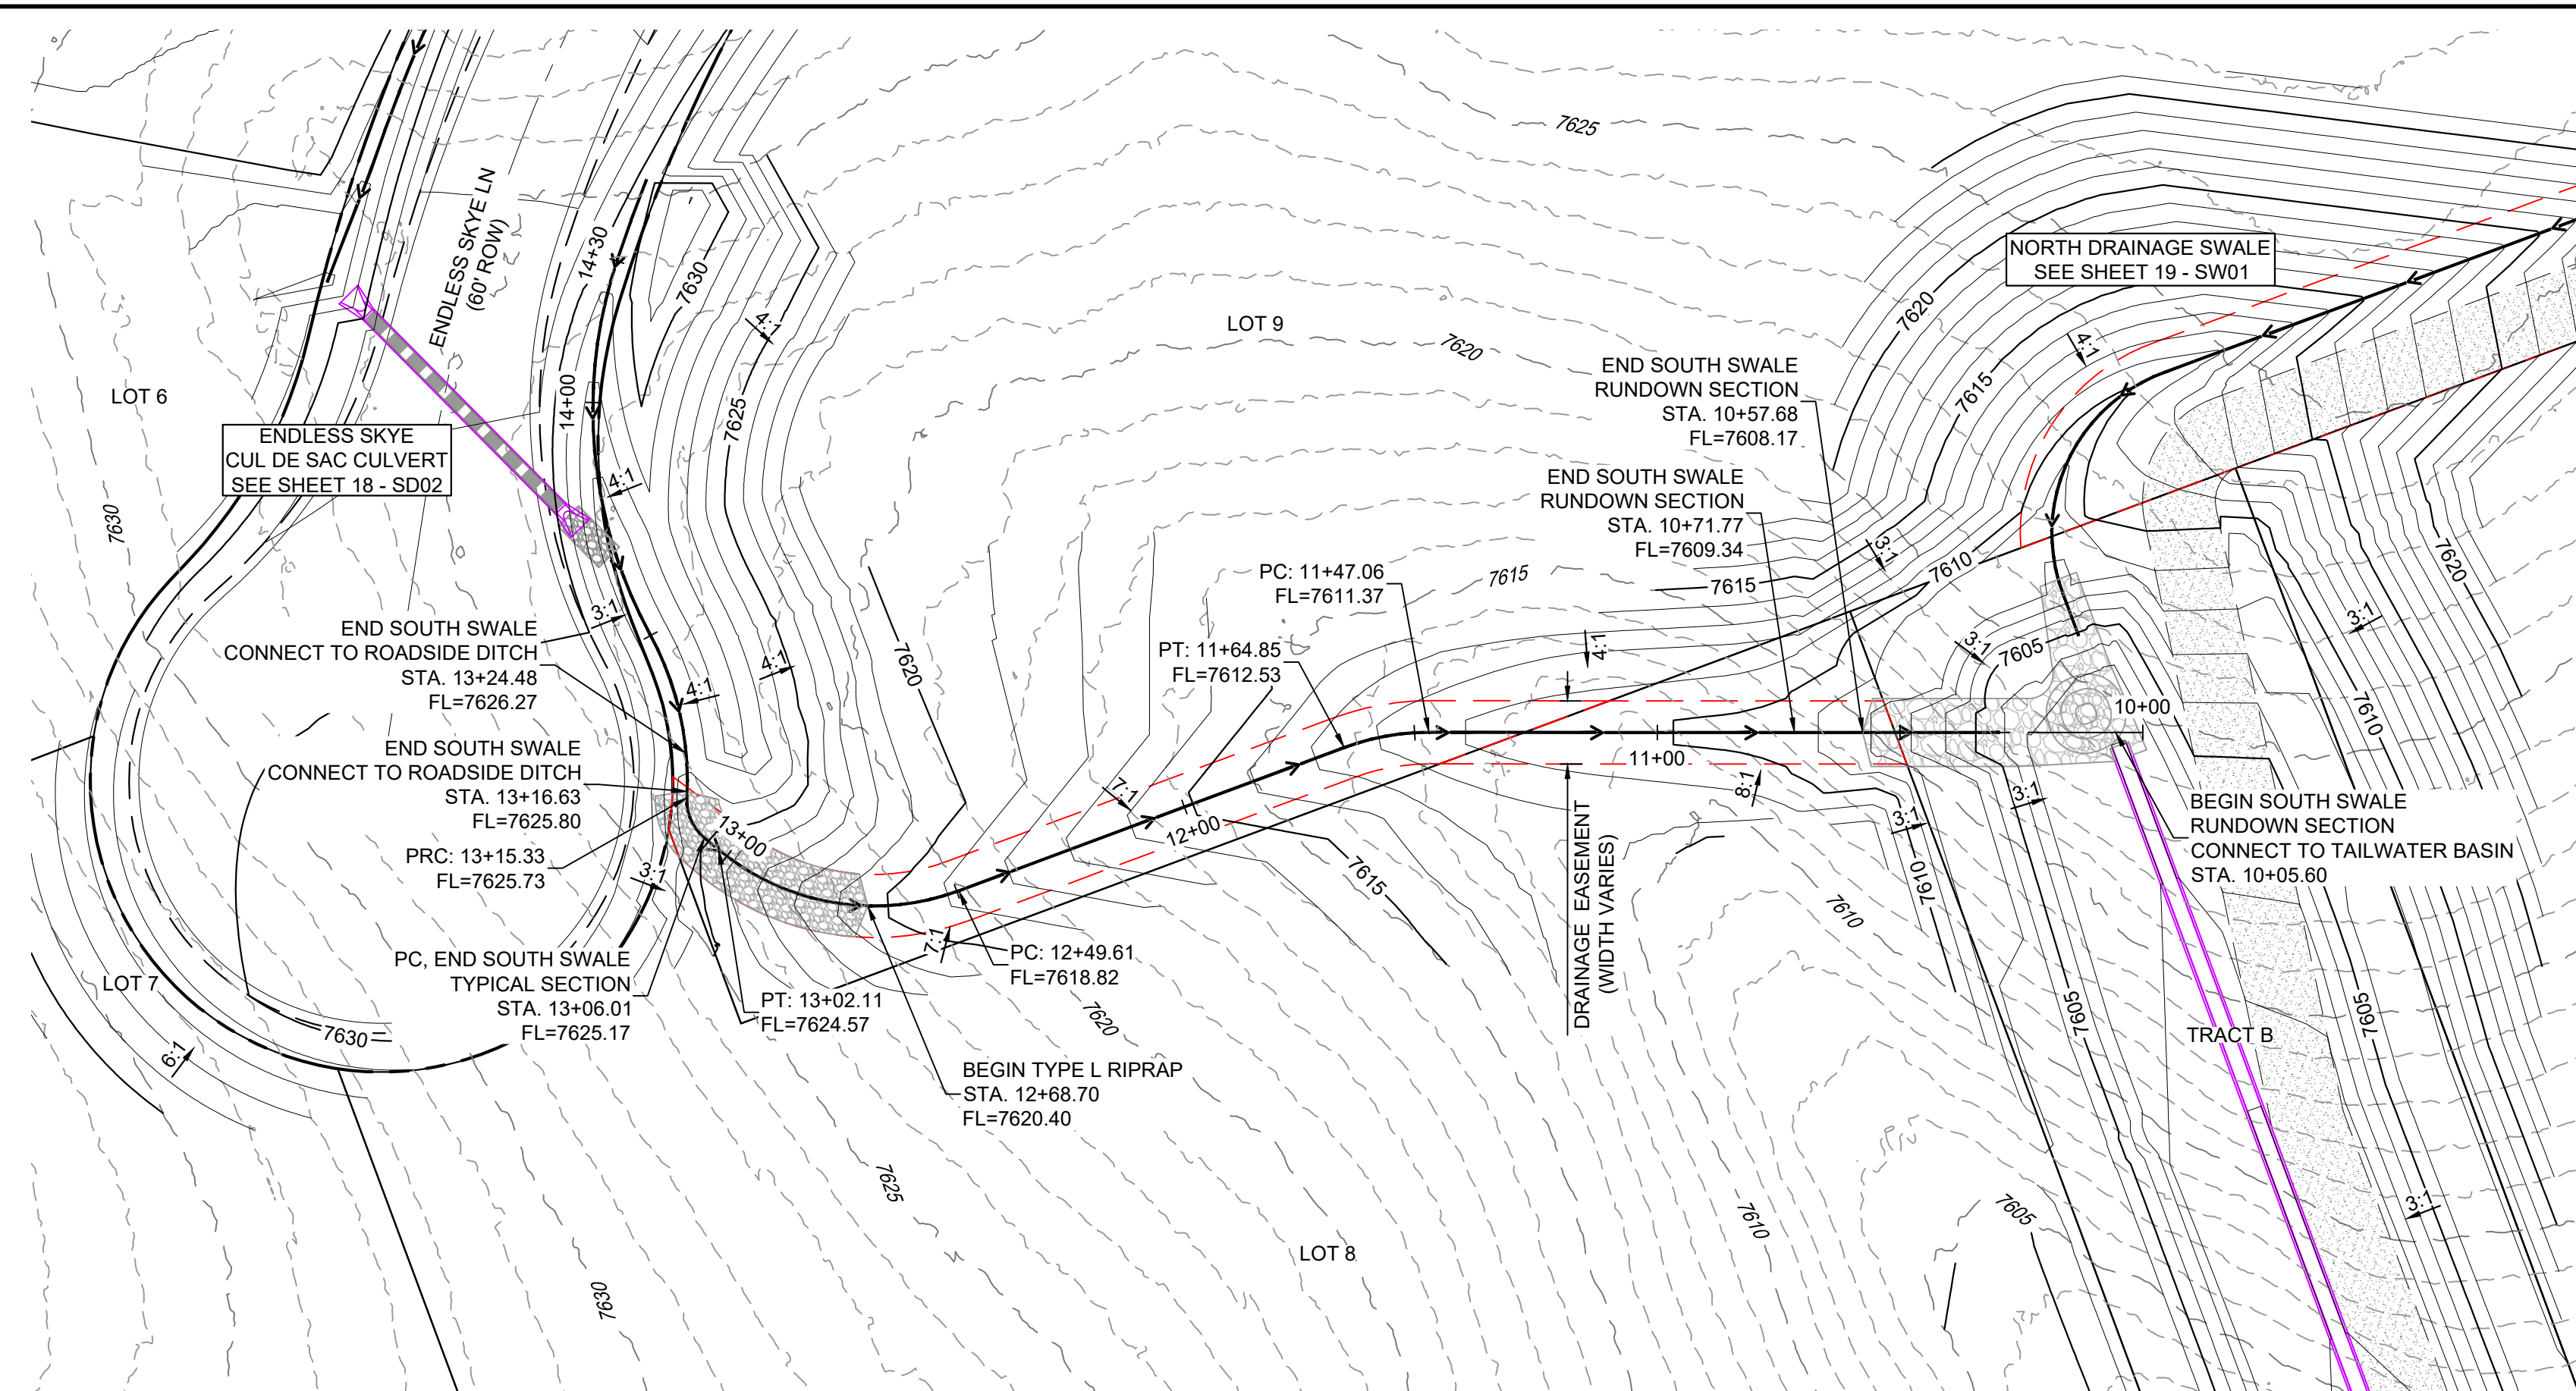 7625
NORTH DRAINAGE SWALE
SEE SHEET 19 - SW01
ENDLESS SKYE LN
(60' ROW)
14+30
7630
4:1
LOT 9
7620
7620
4:1
7615
LOT 6
14+00
7625
END SOUTH SWALE
RUNDOWN SECTION
STA. 10+57.68
FL=7608.17
ENDLESS SKYE
CUL DE SAC CULVERT
SEE SHEET 18 - SD02
4:1
END SOUTH SWALE
RUNDOWN SECTION
STA. 10+71.77
FL=7609.34
7630
3:1
7610
7620
PC: 11+47.06
FL=7611.37
7615
7615
3:1
3:1
END SOUTH SWALE
CONNECT TO ROADSIDE DITCH
STA. 13+24.48
FL=7626.27
4:1
7620
PT: 11+64.85
FL=7612.53
4:1
3:1
7605
4:1
10+00
7610
END SOUTH SWALE
CONNECT TO ROADSIDE DITCH
STA. 13+16.63
FL=7625.80
11+00
7:1
8:1
3:1
13+00
12+00
3:1
BEGIN SOUTH SWALE
RUNDOWN SECTION
CONNECT TO TAILWATER BASIN
STA. 10+05.60
PRC: 13+15.33
FL=7625.73
3:1
7615
7610
7610
DRAINAGE EASEMENT
(WIDTH VARIES)
7:1
PC, END SOUTH SWALE
TYPICAL SECTION
STA. 13+06.01
FL=7625.17
PC: 12+49.61
FL=7618.82
LOT 7
PT: 13+02.11
FL=7624.57
7620
7605
7605
7630
6:1
TRACT B
BEGIN TYPE L RIPRAP
STA. 12+68.70
FL=7620.40
7625
7610
7605
3:1
LOT 8
7630